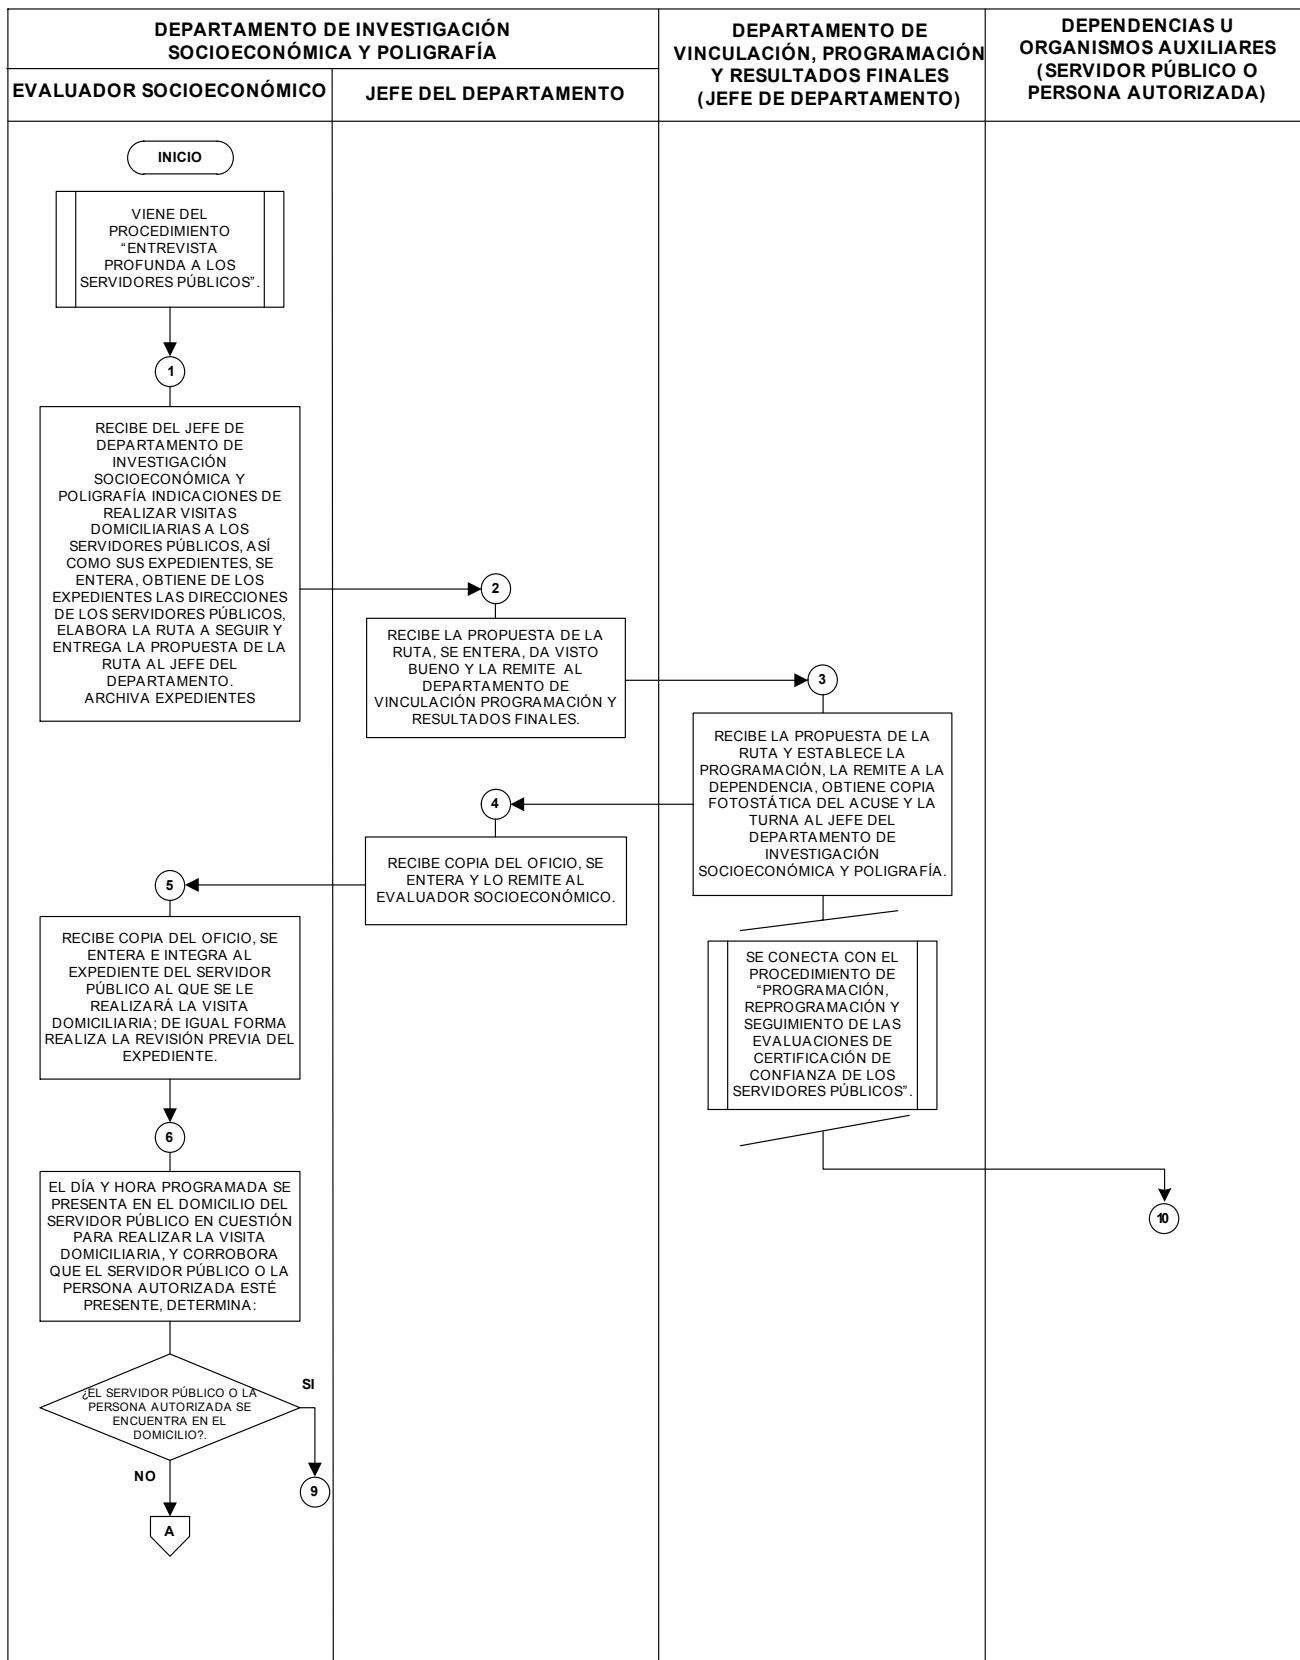 DEPARTAMENTO DE INVESTIGACIÓN
SOCIOECONÓMICA Y POLIGRAFÍA
DEPARTAMENTO DE
VINCULACIÓN, PROGRAMACIÓN
Y RESULTADOS FINALES
(JEFE DE DEPARTAMENTO)
DEPENDENCIAS U
ORGANISMOS AUXILIARES
(SERVIDOR PÚBLICO O
PERSONA AUTORIZADA)
EVALUADOR SOCIOECONÓMICO
JEFE DEL DEPARTAMENTO
INICIO
VIENE DEL
PROCEDIMIENTO
“ENTREVISTA
PROFUNDA A LOS
SERVIDORES PÚBLICOS”.
1
RECIBE DEL JEFE DE
DEPARTAMENTO DE
INVESTIGACIÓN
SOCIOECONÓMICA Y
POLIGRAFÍA INDICACIONES DE
REALIZAR VISITAS
DOMICILIARIAS A LOS
SERVIDORES PÚBLICOS, ASÍ
COMO SUS EXPEDIENTES, SE
ENTERA, OBTIENE DE LOS
EXPEDIENTES LAS DIRECCIONES
DE LOS SERVIDORES PÚBLICOS,
ELABORA LA RUTA A SEGUIR Y
ENTREGA LA PROPUESTA DE LA
RUTA AL JEFE DEL
DEPARTAMENTO.
ARCHIVA EXPEDIENTES
2
RECIBE LA PROPUESTA DE LA
RUTA, SE ENTERA, DA VISTO
BUENO Y LA REMITE AL
DEPARTAMENTO DE
VINCULACIÓN PROGRAMACIÓN Y
RESULTADOS FINALES.
3
RECIBE LA PROPUESTA DE LA
RUTA Y ESTABLECE LA
PROGRAMACIÓN, LA REMITE A LA
DEPENDENCIA, OBTIENE COPIA
FOTOSTÁTICA DEL ACUSE Y LA
TURNA AL JEFE DEL
DEPARTAMENTO DE
INVESTIGACIÓN
SOCIOECONÓMICA Y POLIGRAFÍA.
4
RECIBE COPIA DEL OFICIO, SE
ENTERA Y LO REMITE AL
EVALUADOR SOCIOECONÓMICO.
5
RECIBE COPIA DEL OFICIO, SE
ENTERA E INTEGRA AL
EXPEDIENTE DEL SERVIDOR
PÚBLICO AL QUE SE LE
REALIZARÁ LA VISITA
DOMICILIARIA; DE IGUAL FORMA
REALIZA LA REVISIÓN PREVIA DEL
EXPEDIENTE.
SE CONECTA CON EL
PROCEDIMIENTO DE
“PROGRAMACIÓN,
REPROGRAMACIÓN Y
SEGUIMIENTO DE LAS
EVALUACIONES DE
CERTIFICACIÓN DE
CONFIANZA DE LOS
SERVIDORES PÚBLICOS”.
10
6
EL DÍA Y HORA PROGRAMADA SE
PRESENTA EN EL DOMICILIO DEL
SERVIDOR PÚBLICO EN CUESTIÓN
PARA REALIZAR LA VISITA
DOMICILIARIA, Y CORROBORA
QUE EL SERVIDOR PÚBLICO O LA
PERSONA AUTORIZADA ESTÉ
PRESENTE, DETERMINA:
¿EL SERVIDOR PÚBLICO O LA
PERSONA AUTORIZADA SE
ENCUENTRA EN EL
DOMICILIO?.
SI
9
NO
A